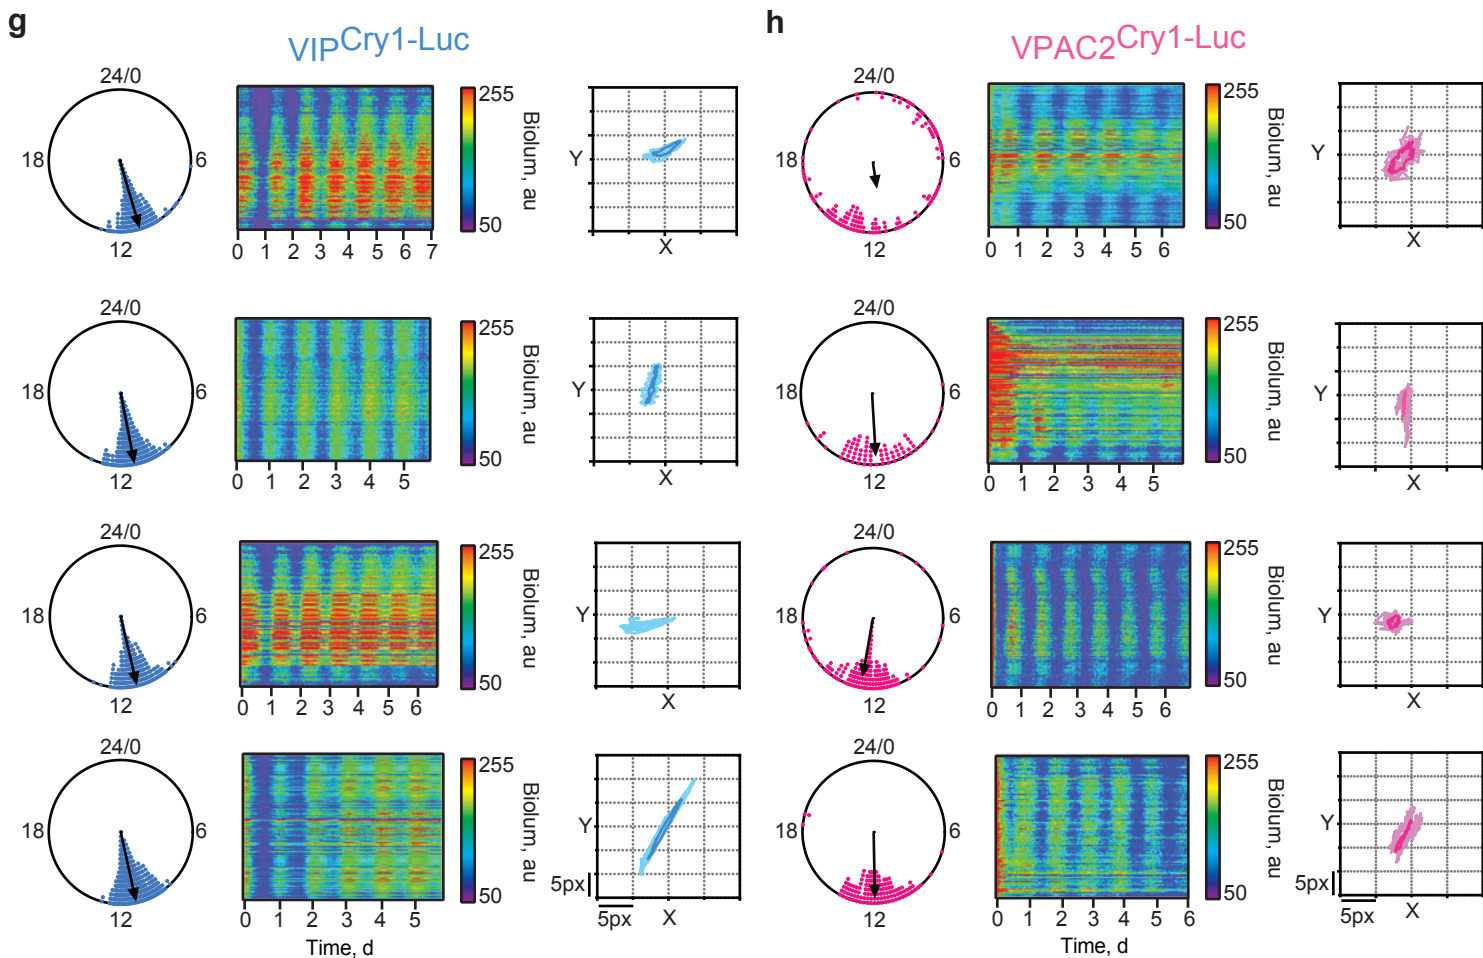 g
VIPCry1-Luc
h
VPAC2Cry1-Luc
24/0
18
6
12
0 1 2 3 4 5 6 7
255
50
Biolum, au
Y
X
24/0
18
6
12
0 1 2 3 4 5 6
255
50
Biolum, au
Y
X
24/0
18
6
12
0 1 2 3 4 5
255
50
Biolum, au
Y
X
24/0
18
6
12
0 1 2 3 4 5
255
50
Biolum, au
Y
X
24/0
18
6
12
0 1 2 3 4 5 6
255
50
Biolum, au
Y
X
24/0
18
6
12
0 1 2 3 4 5 6
255
50
Biolum, au
Y
X
24/0
18
6
12
0 1 2 3 4 5
Time, d
255
50
Biolum, au
Y
5px
5px
X
24/0
18
6
12
0 1 2 3 4 5 6
Time, d
255
50
Biolum, au
Y
5px
5px
X